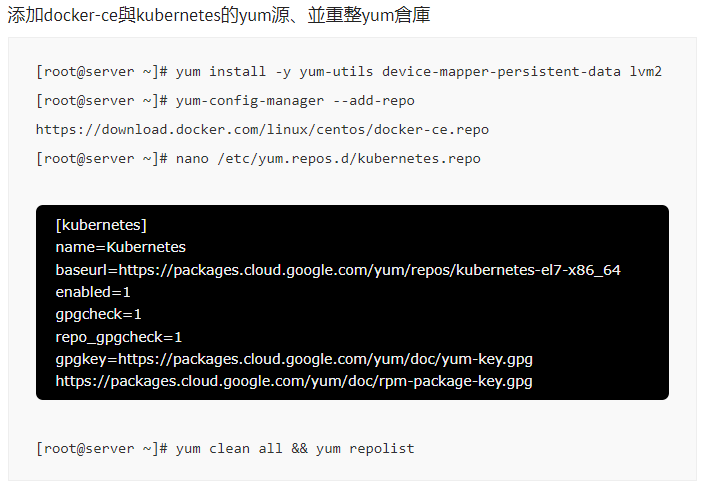 添加docker-ce與kubernetes的yum源、並重整yum倉庫
[root@server ~]# yum install -y yum-utils device-mapper-persistent-data lvm2
[root@server ~]# yum-config-manager --add-repo
https://download.docker.com/linux/centos/docker-ce.repo
[root@server ~]# nano /etc/yum.repos.d/kubernetes.repo
[kubernetes]
name=Kubernetes
baseurl=https://packages.cloud.google.com/yum/repos/kubernetes-el7-x86_64
enabled=1
gpgcheck=1
repo_gpgcheck=1
gpgkey=https://packages.cloud.google.com/yum/doc/yum-key.gpg
https://packages.cloud.google.com/yum/doc/rpm-package-key.gpg
[root@server ~]# yum clean all && yum repolist